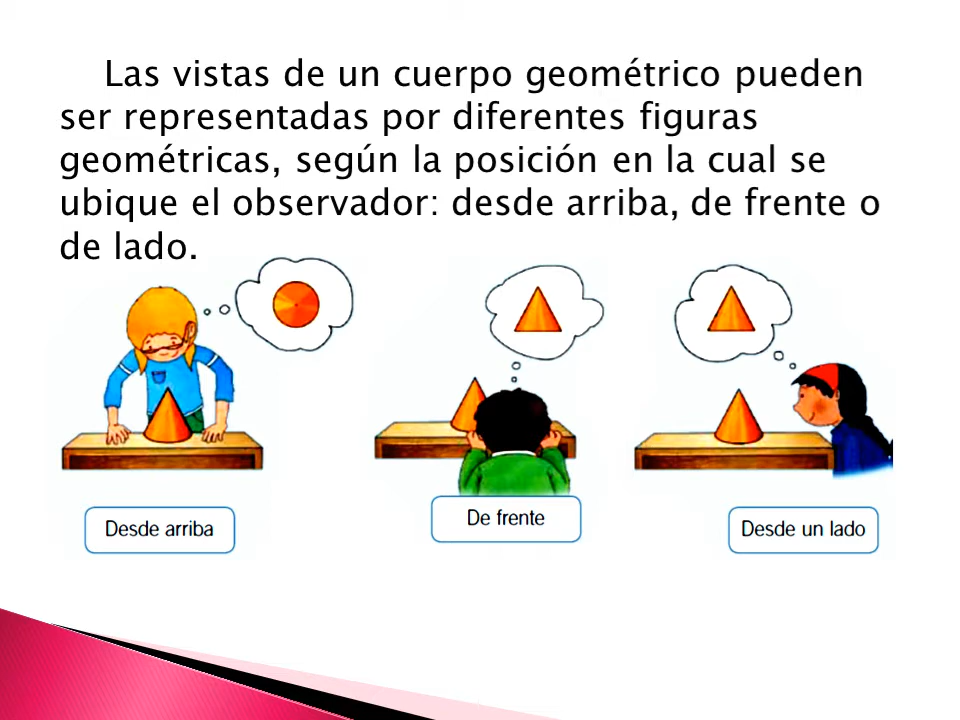 Las vistas de un cuerpo geométrico pueden
ser representadas por diferentes figuras
geométricas, según la posición en la cual se
ubique el observador: desde arriba, de frente o
de lado.
Desde arriba
De frente
Desde un lado